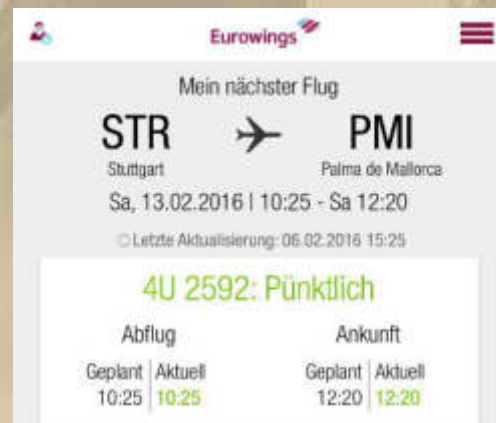 Eurowings
Mein nächster Flug
STR PMI
Stuttgart Palma de Mallorca
Sa, 13.02.2016 | 10:25 - Sa 12:20
Letzte Aktualisierung: 06.02.2016 15:25
4U 2592: Pünktlich
Abflug Ankunft
Geplant Aktuell Geplant Aktuell
10:25 10:25 12:20 12:20